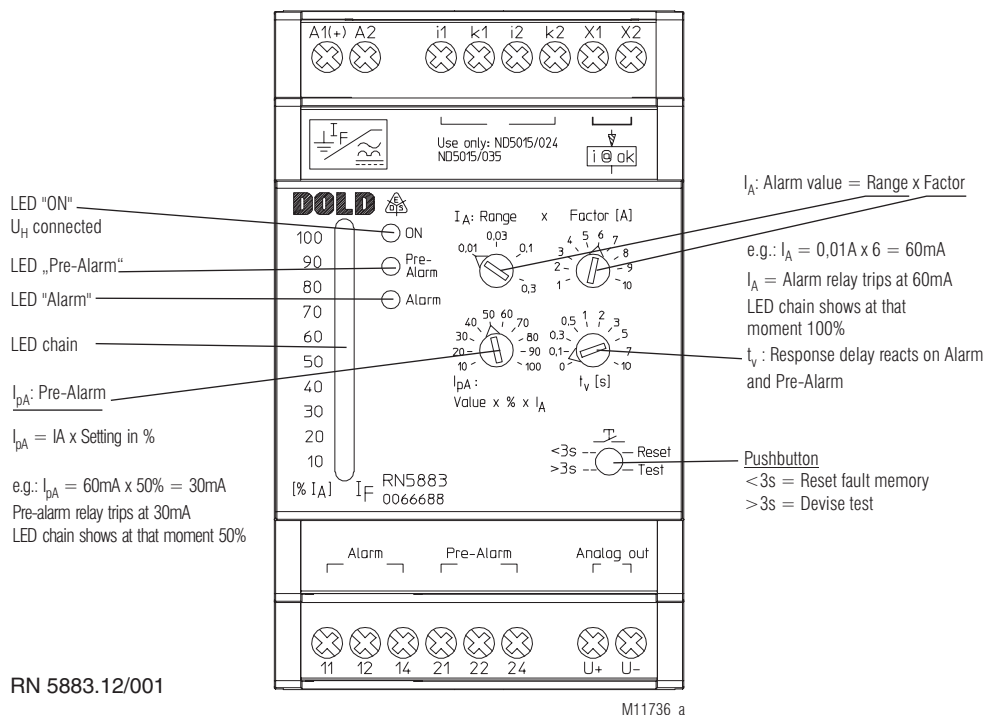 A1(+) A2 i1 k1 i2 k2 X1 X2
I_F
Use only: ND5015/024
ND5015/035
i @ ok
LED "ON"
U_H connected
LED „Pre-Alarm“
LED "Alarm"
LED chain
I_pA: Pre-Alarm
I_pA = IA x Setting in %
e.g.: I_pA = 60mA x 50% = 30mA
Pre-alarm relay trips at 30mA
LED chain shows at that moment 50%
DOLD
E
D S
100
90
80
70
60
50
40
30
20
10
[% I_A] I_F
ON
Pre-
Alarm
Alarm
I_A: Range x Factor [A]
0,01 0,03 0,1 0,3
1 2 3 4 5 6 7 8 9 10
10 20 30 40 50 60 70 80 90 100
I_pA :
Value x % x I_A
0 0,1 0,5 1 2 3 5 7 10
t_v [s]
<3s Reset
>3s Test
RN5883
0066688
I_A: Alarm value = Range x Factor
e.g.: I_A = 0,01A x 6 = 60mA
I_A = Alarm relay trips at 60mA
LED chain shows at that
moment 100%
t_v : Response delay reacts on Alarm
and Pre-Alarm
Pushbutton
<3s = Reset fault memory
>3s = Devise test
Alarm Pre-Alarm Analog out
11 12 14 21 22 24 U+ U-
RN 5883.12/001
M11736_a